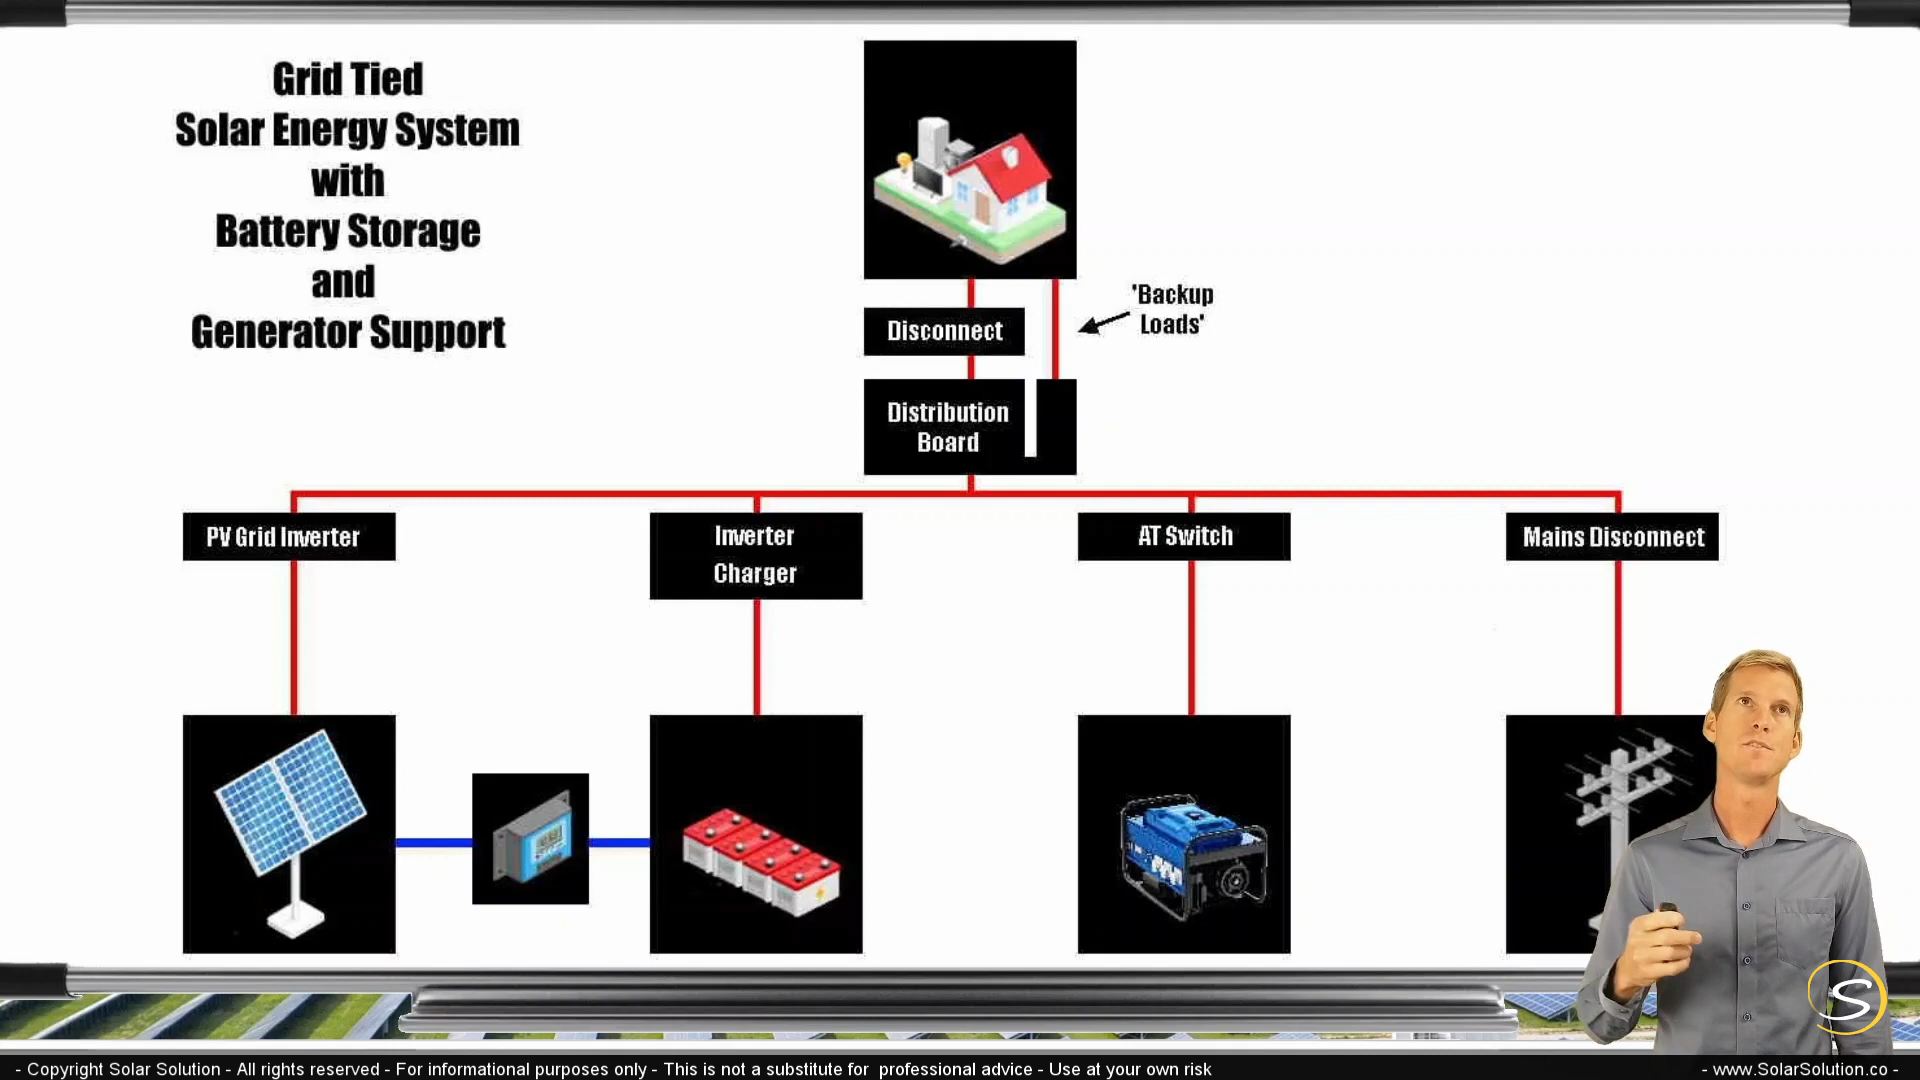 Grid Tied
Solar Energy System
with
Battery Storage
and
Generator Support
'Backup
Loads'
Disconnect
Distribution
Board
PV Grid Inverter
Inverter
Charger
AT Switch
Mains Disconnect
S
- Copyright Solar Solution - All rights reserved - For informational purposes only - This is not a substitute for professional advice - Use at your own risk
- www.SolarSolution.co -